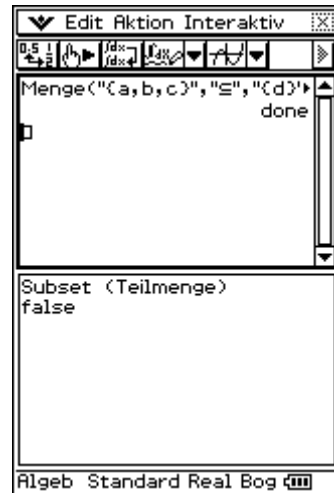 Edit Aktion Interaktiv
Menge("{a,b,c}","⊆","{d}"
done
Subset (Teilmenge)
false
Algeb Standard Real Bog